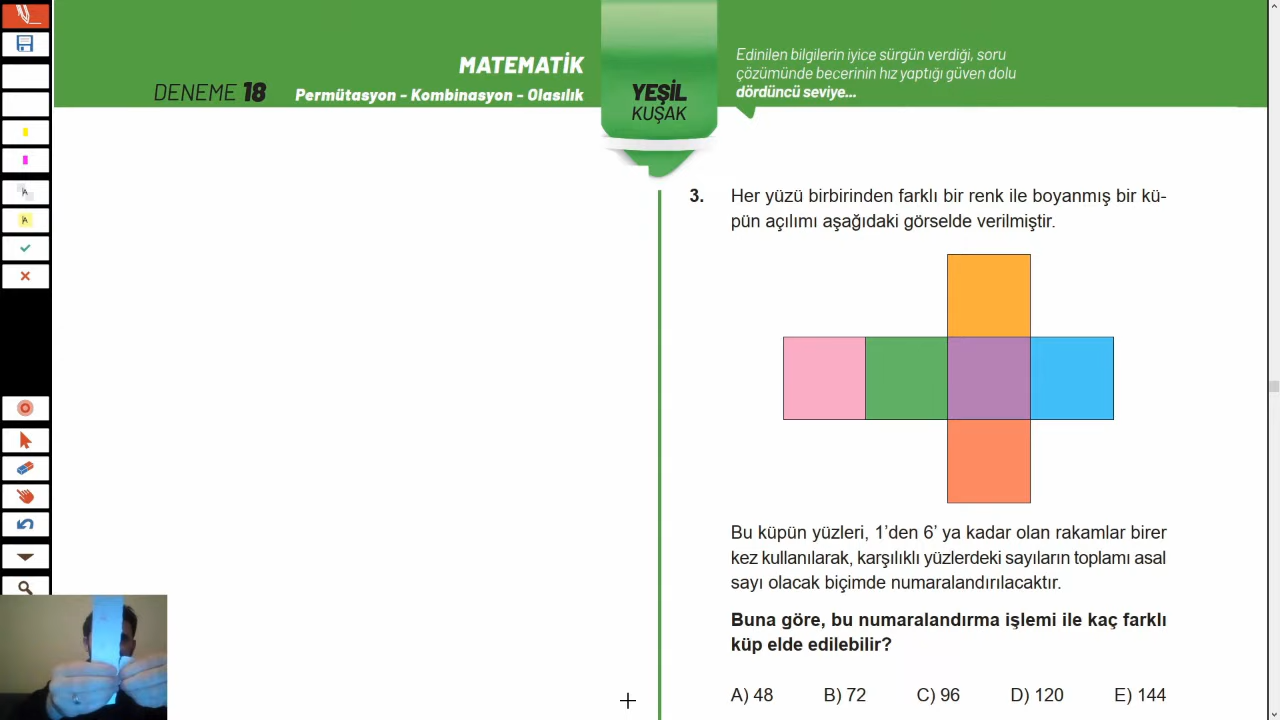 MATEMATİK
DENEME 18
Permütasyon - Kombinasyon - Olasılık
YEŞİL
KUŞAK
Edinilen bilgilerin iyice sürgün verdiği, soru
çözümünde becerinin hız yaptığı güven dolu
dördüncü seviye...
3. Her yüzü birbirinden farklı bir renk ile boyanmış bir kü-
pün açılımı aşağıdaki görselde verilmiştir.
Bu küpün yüzleri, 1'den 6' ya kadar olan rakamlar birer
kez kullanılarak, karşılıklı yüzlerdeki sayıların toplamı asal
sayı olacak biçimde numaralandırılacaktır.
Buna göre, bu numaralandırma işlemi ile kaç farklı
küp elde edilebilir?
A) 48 B) 72 C) 96 D) 120 E) 144